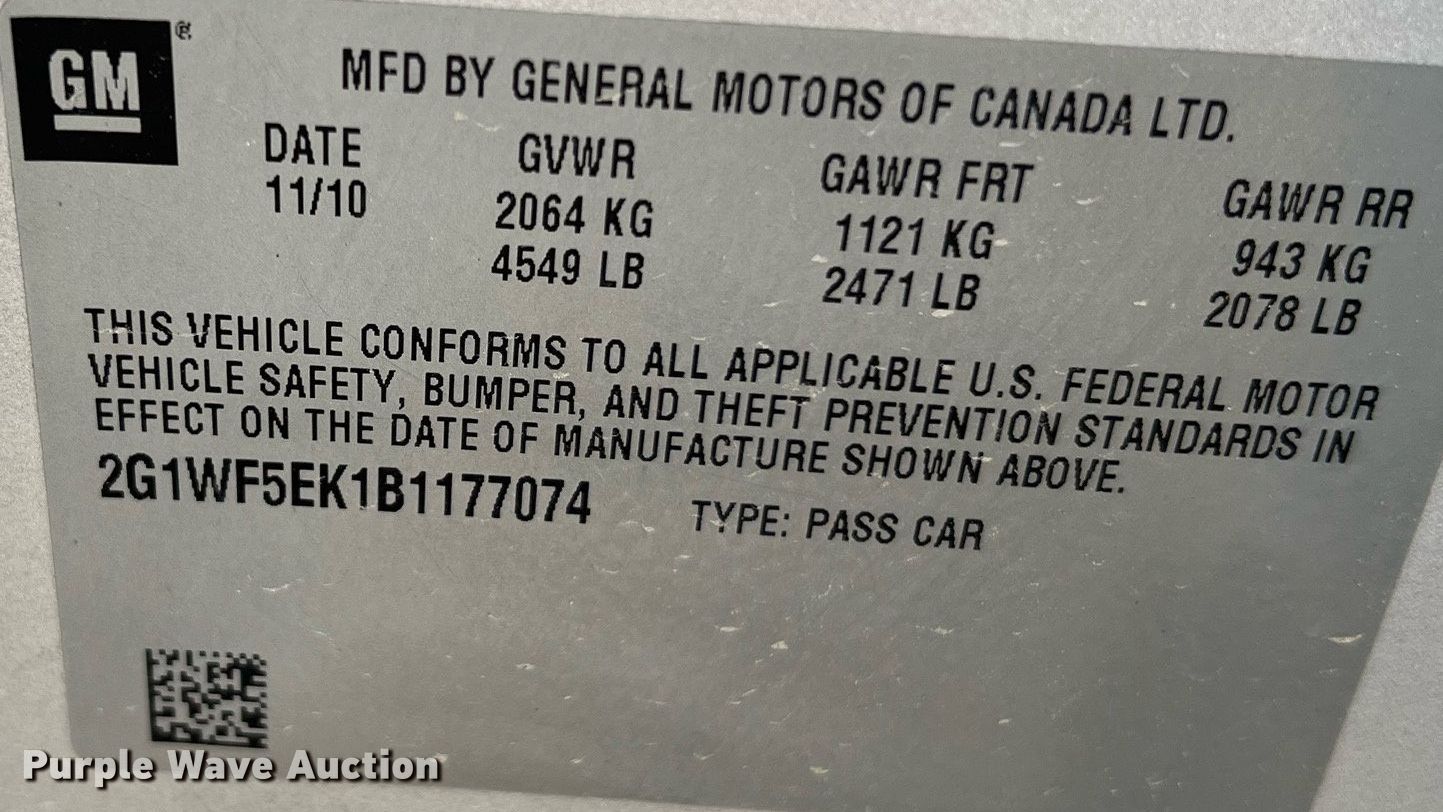 GM ®
MFD BY GENERAL MOTORS OF CANADA LTD.
DATE GVWR GAWR FRT GAWR RR
11/10 2064 KG 1121 KG 943 KG
4549 LB 2471 LB 2078 LB
THIS VEHICLE CONFORMS TO ALL APPLICABLE U.S. FEDERAL MOTOR
VEHICLE SAFETY, BUMPER, AND THEFT PREVENTION STANDARDS IN
EFFECT ON THE DATE OF MANUFACTURE SHOWN ABOVE.
2G1WF5EK1B1177074 TYPE: PASS CAR
Purple Wave Auction